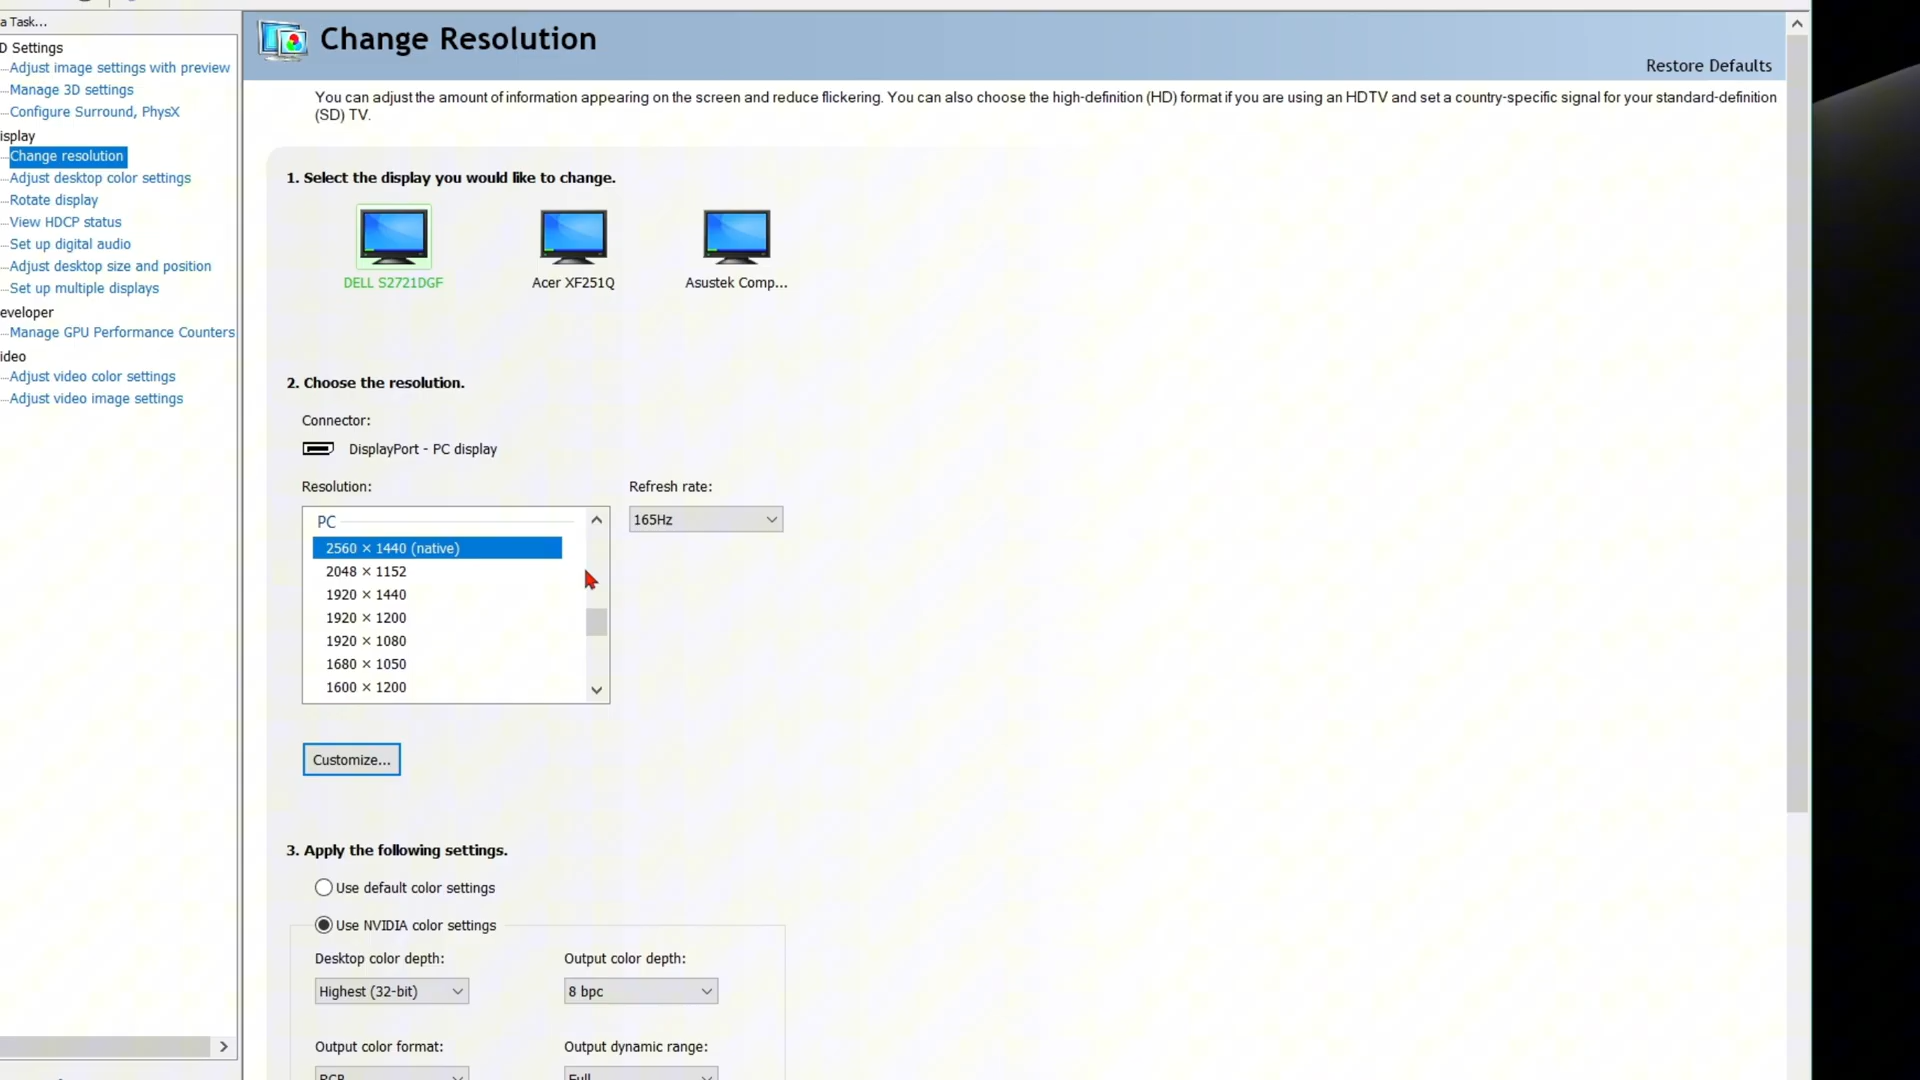 a Task...
D Settings
Adjust image settings with preview
Manage 3D settings
Configure Surround, PhysX
isplay
Change resolution
Adjust desktop color settings
Rotate display
View HDCP status
Set up digital audio
Adjust desktop size and position
Set up multiple displays
eveloper
Manage GPU Performance Counters
ideo
Adjust video color settings
Adjust video image settings
Change Resolution
Restore Defaults
You can adjust the amount of information appearing on the screen and reduce flickering. You can also choose the high-definition (HD) format if you are using an HDTV and set a country-specific signal for your standard-definition
(SD) TV.
1. Select the display you would like to change.
DELL S2721DGF
Acer XF251Q
Asustek Comp...
2. Choose the resolution.
Connector:
DisplayPort - PC display
Resolution:
Refresh rate:
PC
165Hz
2560 × 1440 (native)
2048 × 1152
1920 × 1440
1920 × 1200
1920 × 1080
1680 × 1050
1600 × 1200
Customize...
3. Apply the following settings.
Use default color settings
Use NVIDIA color settings
Desktop color depth:
Output color depth:
Highest (32-bit)
8 bpc
Output color format:
Output dynamic range:
RGB
Full